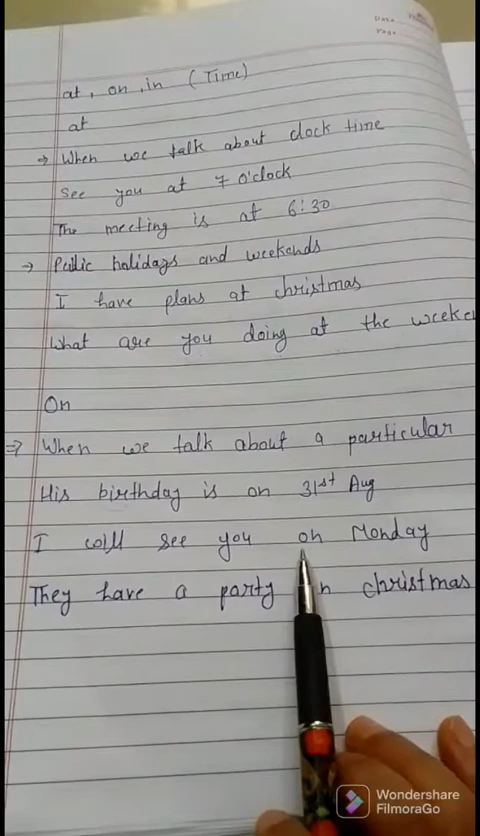 Date
Page
at, on, in (Time)
at
⇒ When we talk about clock time
See you at 7 o'clock
The meeting is at 6:30
→ Public holidays and weekends
I have plans at christmas
What are you doing at the weeke
On
⇒ When we talk about a particular
His birthday is on 31st Aug
I will see you on Monday
They have a party n christmas
Wondershare
FilmoraGo